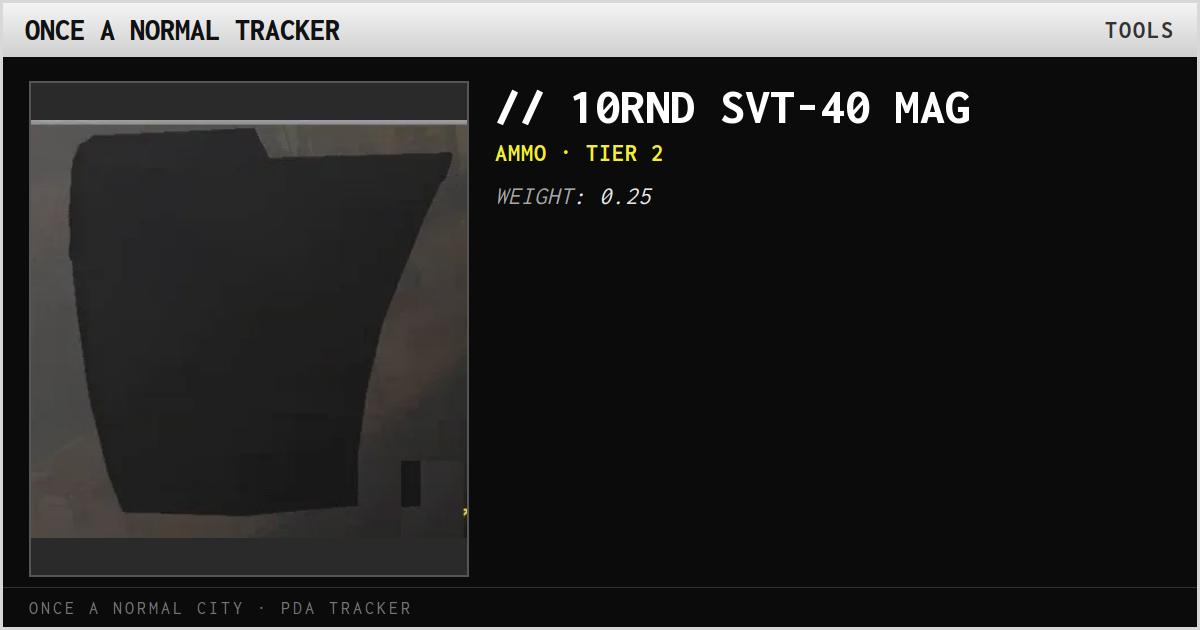 ONCE A NORMAL TRACKER
TOOLS
// 10RND SVT-40 MAG
AMMO · TIER 2
WEIGHT: 0.25
ONCE A NORMAL CITY · PDA TRACKER